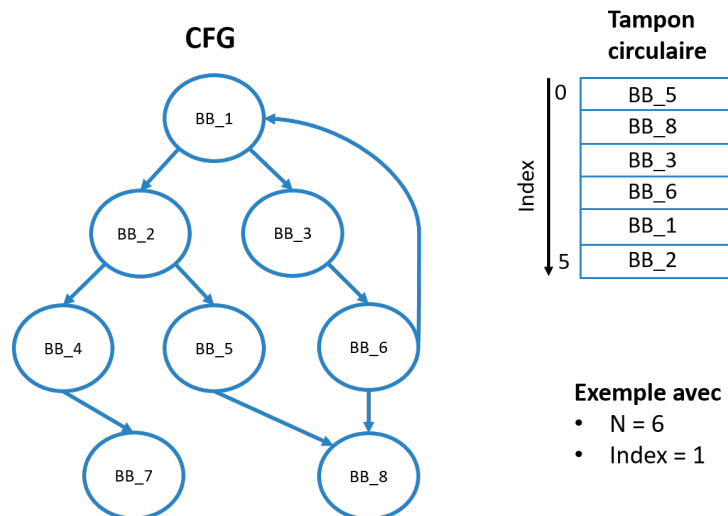 CFG
BB_1
BB_2
BB_3
BB_4
BB_5
BB_6
BB_7
BB_8
Tampon
circulaire
Index
0
BB_5
BB_8
BB_3
BB_6
BB_1
5
BB_2
Exemple avec
• N = 6
• Index = 1